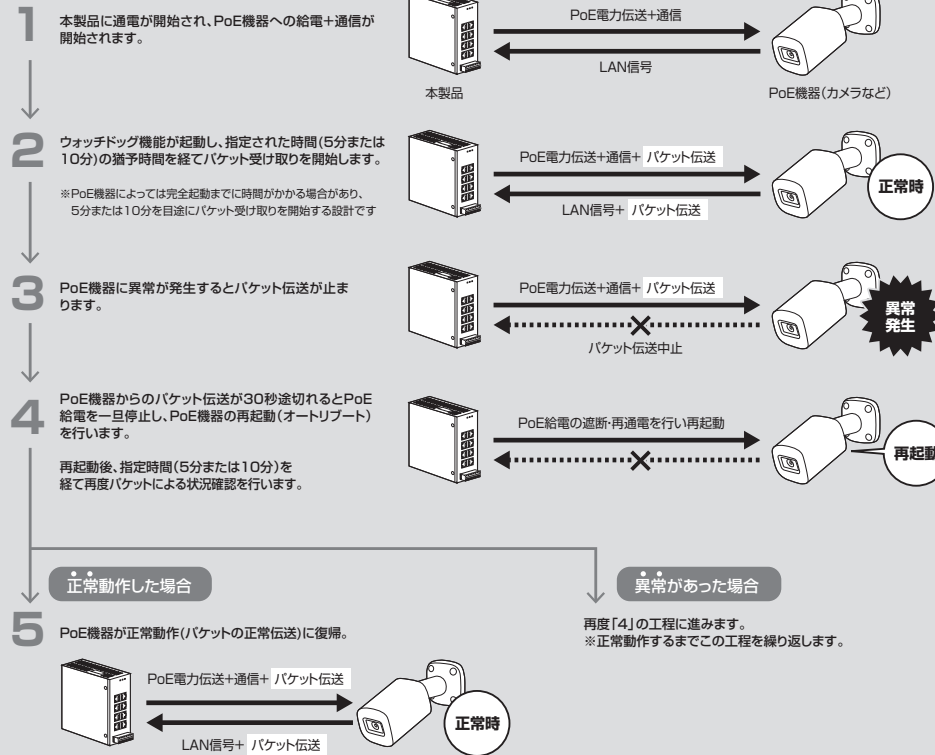 1
本製品に通電が開始され、PoE機器への給電+通信が
開始されます。
PoE電力伝送+通信
LAN信号
本製品
PoE機器(カメラなど)
2
ウォッチドッグ機能が起動し、指定された時間(5分または
10分)の猶予時間を経てパケット受け取りを開始します。
※PoE機器によっては完全起動までに時間がかかる場合があり、
5分または10分を目途にパケット受け取りを開始する設計です
PoE電力伝送+通信+ パケット伝送
LAN信号+ パケット伝送
正常時
3
PoE機器に異常が発生するとパケット伝送が止ま
ります。
PoE電力伝送+通信+ パケット伝送
パケット伝送中止
異常
発生
4
PoE機器からのパケット伝送が30秒途切れるとPoE
給電を一旦停止し、PoE機器の再起動(オートリブート)
を行います。
再起動後、指定時間(5分または10分)を
経て再度パケットによる状況確認を行います。
PoE給電の遮断・再通電を行い再起動
再起動
正常動作した場合
異常があった場合
5
PoE機器が正常動作(パケットの正常伝送)に復帰。
再度「4」の工程に進みます。
※正常動作するまでこの工程を繰り返します。
PoE電力伝送+通信+ パケット伝送
LAN信号+ パケット伝送
正常時